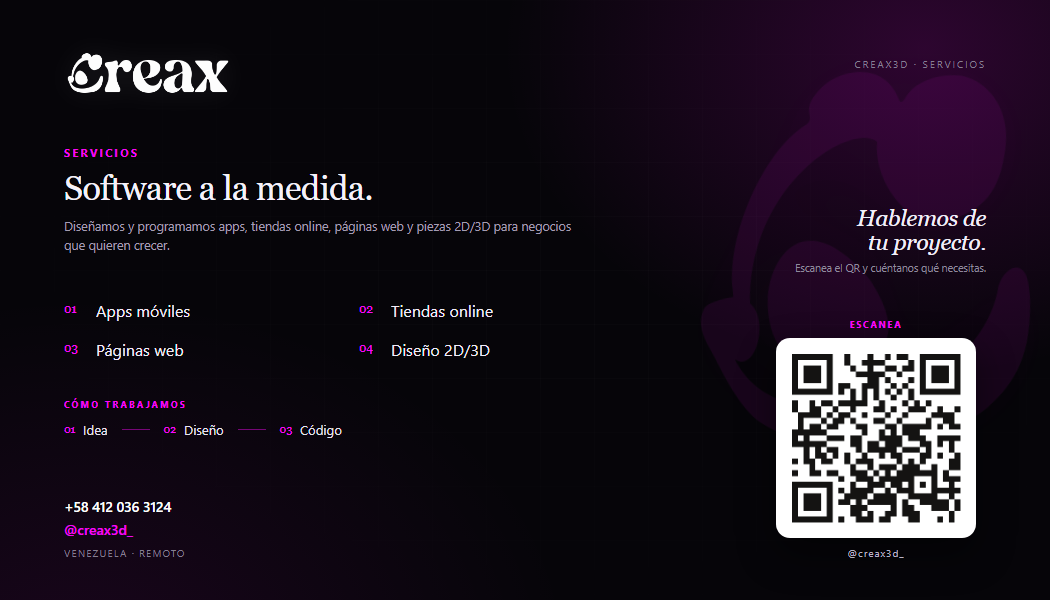 Creax
CREAX3D · SERVICIOS
SERVICIOS
Software a la medida.
Diseñamos y programamos apps, tiendas online, páginas web y piezas 2D/3D para negocios
que quieren crecer.
01 Apps móviles
02 Tiendas online
03 Páginas web
04 Diseño 2D/3D
CÓMO TRABAJAMOS
01 Idea 02 Diseño 03 Código
+58 412 036 3124
@creax3d_
VENEZUELA · REMOTO
Hablemos de
tu proyecto.
Escanea el QR y cuéntanos qué necesitas.
ESCANEA
@creax3d_